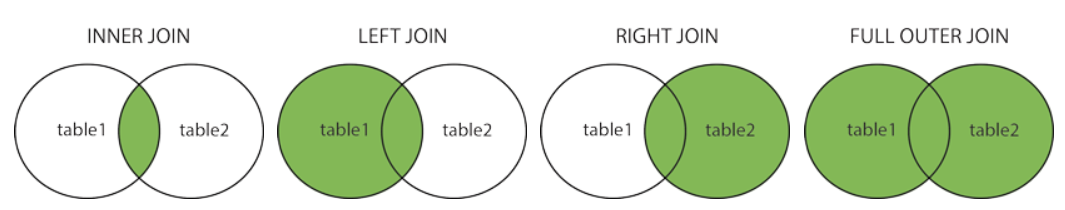 INNER JOIN
table1
table2
LEFT JOIN
table1
table2
RIGHT JOIN
table1
table2
FULL OUTER JOIN
table1
table2